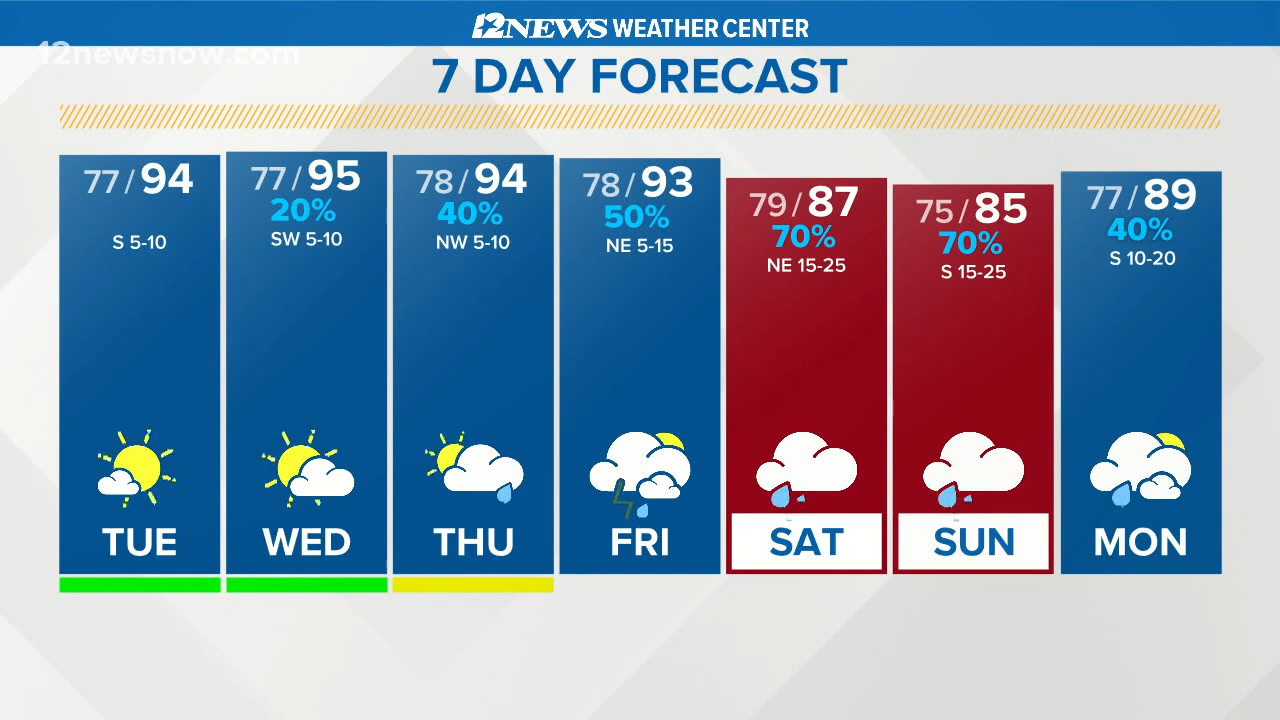 12NEWS WEATHER CENTER
12newsnow.com
7 DAY FORECAST
77/94
S 5-10
TUE
77/95
20%
SW 5-10
WED
78/94
40%
NW 5-10
THU
78/93
50%
NE 5-15
FRI
79/87
70%
NE 15-25
SAT
75/85
70%
S 15-25
SUN
77/89
40%
S 10-20
MON